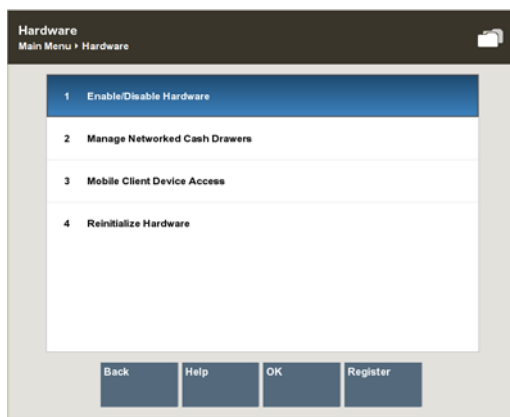 Hardware
Main Menu ‣ Hardware
1 Enable/Disable Hardware
2 Manage Networked Cash Drawers
3 Mobile Client Device Access
4 Reinitialize Hardware
Back Help OK Register